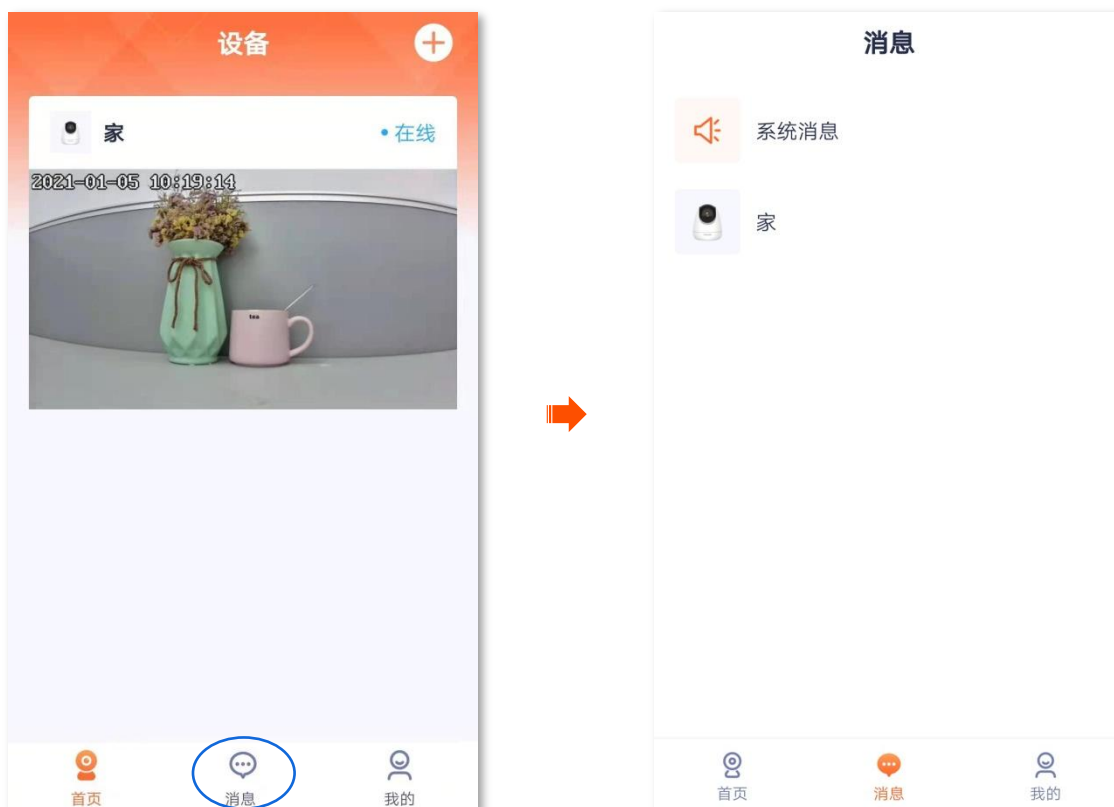 设备
家
在线
2021-01-05 10:19:14
tea
首页
消息
我的
消息
系统消息
家
首页
消息
我的